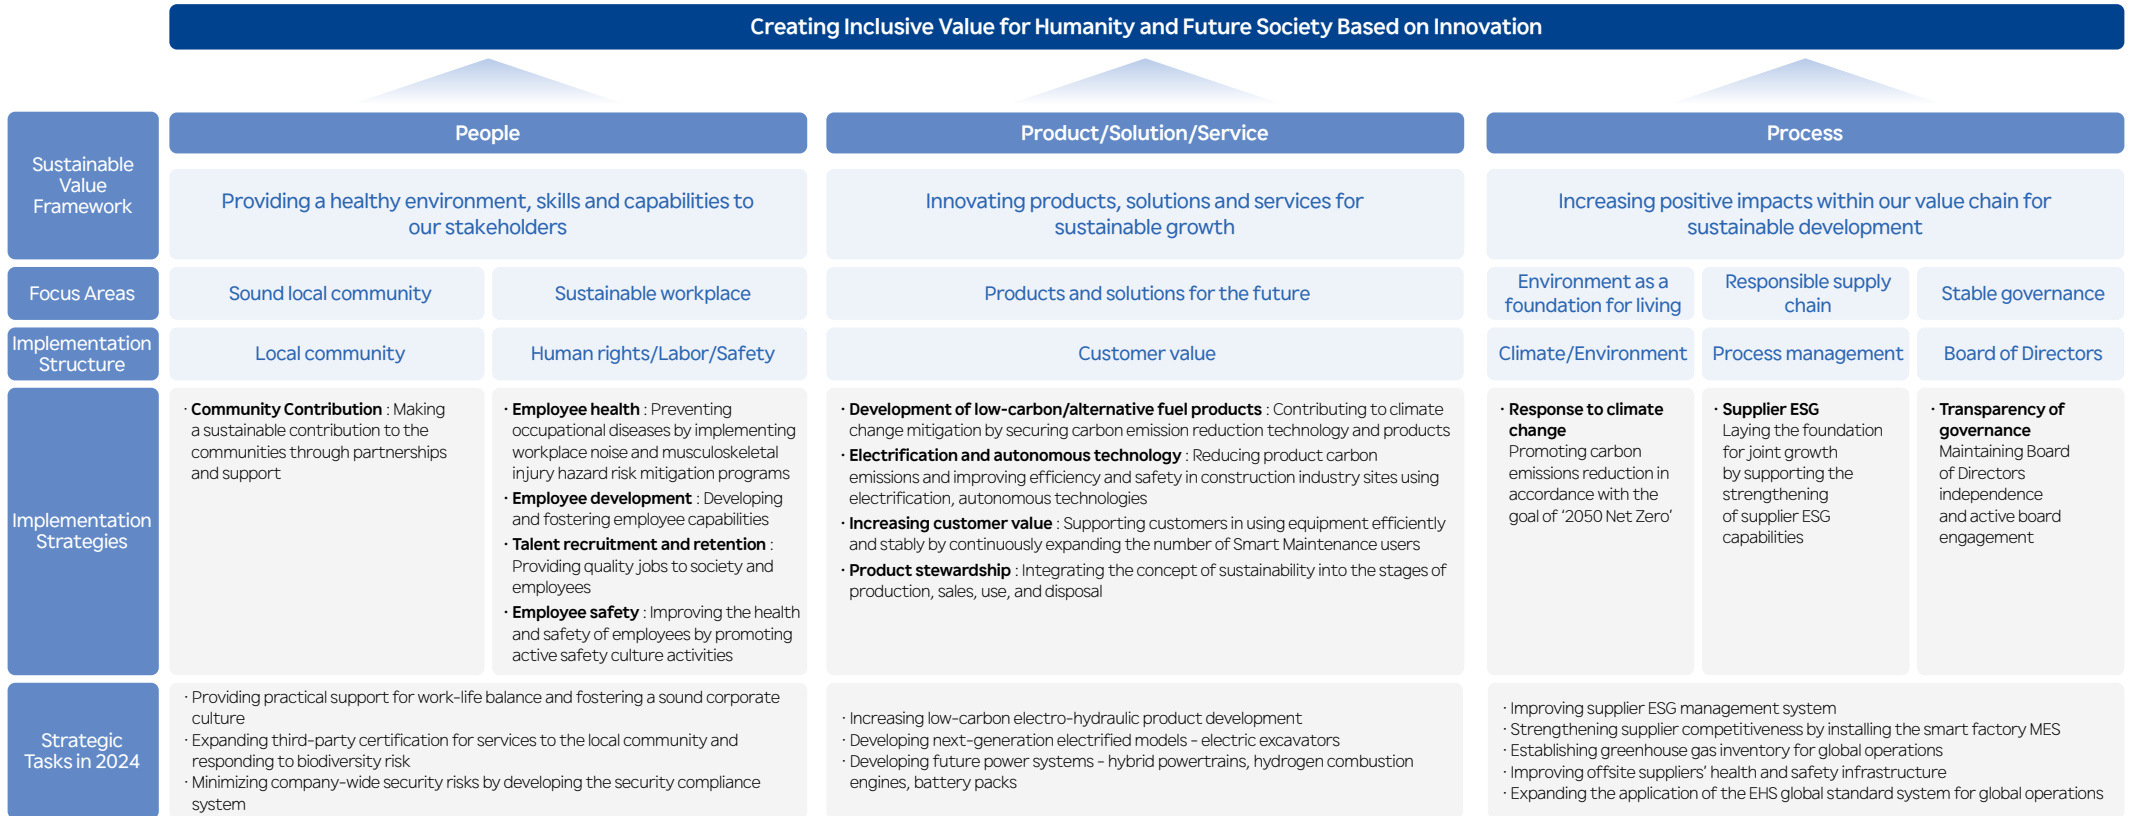 Creating Inclusive Value for Humanity and Future Society Based on Innovation
Sustainable
Value
Framework
People
Product/Solution/Service
Process
Providing a healthy environment, skills and capabilities to
our stakeholders
Innovating products, solutions and services for
sustainable growth
Increasing positive impacts within our value chain for
sustainable development
Focus Areas
Sound local community
Sustainable workplace
Products and solutions for the future
Environment as a
foundation for living
Responsible supply
chain
Stable governance
Implementation
Structure
Local community
Human rights/Labor/Safety
Customer value
Climate/Environment
Process management
Board of Directors
Implementation
Strategies
· Community Contribution : Making
a sustainable contribution to the
communities through partnerships
and support
· Employee health : Preventing
occupational diseases by implementing
workplace noise and musculoskeletal
injury hazard risk mitigation programs
· Employee development : Developing
and fostering employee capabilities
· Talent recruitment and retention :
Providing quality jobs to society and
employees
· Employee safety : Improving the health
and safety of employees by promoting
active safety culture activities
· Development of low-carbon/alternative fuel products : Contributing to climate
change mitigation by securing carbon emission reduction technology and products
· Electrification and autonomous technology : Reducing product carbon
emissions and improving efficiency and safety in construction industry sites using
electrification, autonomous technologies
· Increasing customer value : Supporting customers in using equipment efficiently
and stably by continuously expanding the number of Smart Maintenance users
· Product stewardship : Integrating the concept of sustainability into the stages of
production, sales, use, and disposal
· Response to climate
change
Promoting carbon
emissions reduction in
accordance with the
goal of ‘2050 Net Zero’
· Supplier ESG
Laying the foundation
for joint growth
by supporting the
strengthening
of supplier ESG
capabilities
· Transparency of
governance
Maintaining Board
of Directors
independence
and active board
engagement
Strategic
Tasks in 2024
· Providing practical support for work-life balance and fostering a sound corporate
culture
· Expanding third-party certification for services to the local community and
responding to biodiversity risk
· Minimizing company-wide security risks by developing the security compliance
system
· Increasing low-carbon electro-hydraulic product development
· Developing next-generation electrified models - electric excavators
· Developing future power systems - hybrid powertrains, hydrogen combustion
engines, battery packs
· Improving supplier ESG management system
· Strengthening supplier competitiveness by installing the smart factory MES
· Establishing greenhouse gas inventory for global operations
· Improving offsite suppliers’ health and safety infrastructure
· Expanding the application of the EHS global standard system for global operations